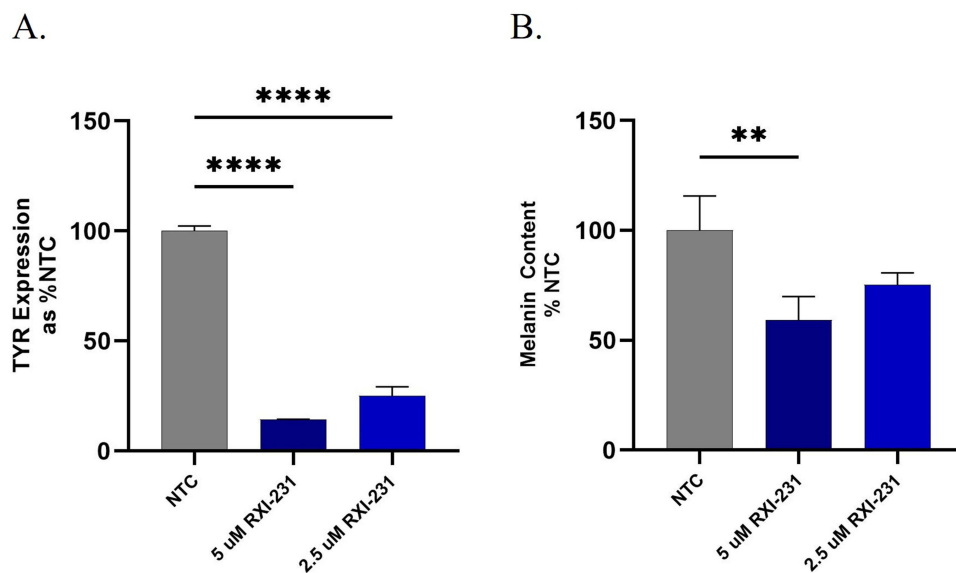 A.
****
****
150
100
50
0
TYR Expression
as %NTC
NTC
5 uM RXI-231
2.5 uM RXI-231
B.
**
150
100
50
0
Melanin Content
% NTC
NTC
5 uM RXI-231
2.5 uM RXI-231